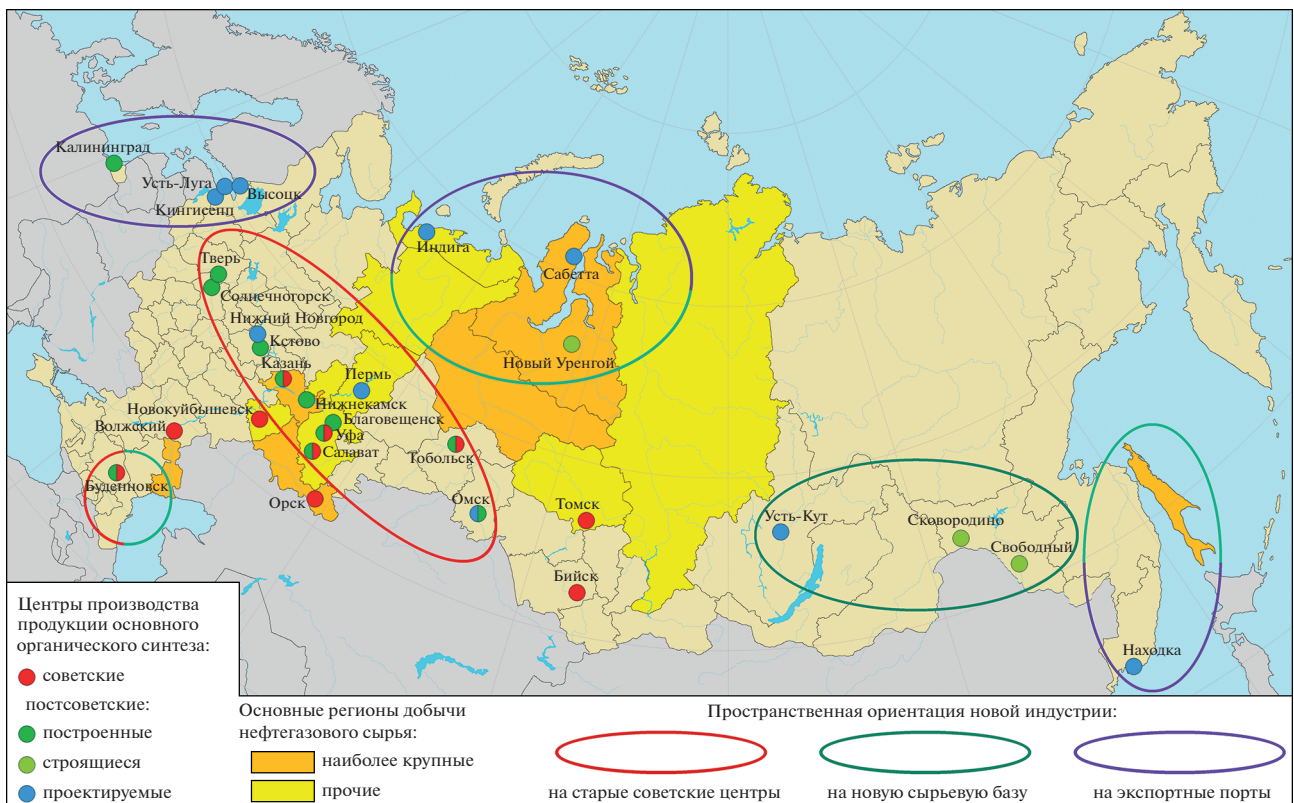 Калининград
Усть-Луга
Высоцк
Кингисепп
Индига
Сабетта
Тверь
Солнечногорск
Нижний Новгород
Кстово
Новый Уренгой
Казань
Пермь
Нижнекамск
Новокуйбышевск
Благовещенск
Волжский
Уфа
Салават
Тобольск
Буденновск
Орск
Омск
Томск
Усть-Кут
Сковородино
Свободный
Бийск
Находка
Центры производства
продукции основного
органического синтеза:
советские
постсоветские:
построенные
строящиеся
проектируемые
Основные регионы добычи
нефтегазового сырья:
наиболее крупные
прочие
Пространственная ориентация новой индустрии:
на старые советские центры
на новую сырьевую базу
на экспортные порты